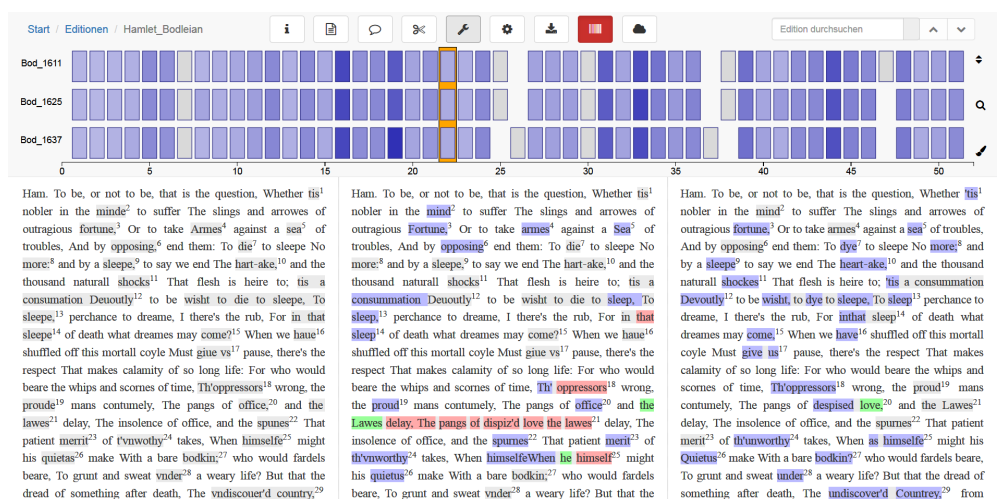 Start / Editionen / Hamlet_Bodleian
Edition durchsuchen
Bod_1611
Bod_1625
Bod_1637
0 5 10 15 20 25 30 35 40 45 50
Ham. To be, or not to be, that is the question, Whether tis1
nobler in the minde2 to suffer The slings and arrowes of
outragious fortune,3 Or to take Armes4 against a sea5 of
troubles, And by opposing,6 end them: To die7 to sleepe No
more:8 and by a sleepe,9 to say we end The hart-ake,10 and the
thousand naturall shocks11 That flesh is heire to; tis a
consumation Deuoutly12 to be wisht to die to sleepe, To
sleepe,13 perchance to dreame, I there's the rub, For in that
sleepe14 of death what dreames may come?15 When we haue16
shuffled off this mortall coyle Must giue vs17 pause, there's the
respect That makes calamity of so long life: For who would
beare the whips and scornes of time, Th'oppressors18 wrong, the
proude19 mans contumely, The pangs of office,20 and the
lawes21 delay, The insolence of office, and the spunes22 That
patient merit23 of t'vnwothy24 takes, When himselfe25 might
his quietas26 make With a bare bodkin;27 who would fardels
beare, To grunt and sweat vnder28 a weary life? But that the
dread of something after death, The vndiscouer'd country,29
Ham. To be, or not to be, that is the question, Whether tis1
nobler in the mind2 to suffer The slings and arrowes of
outragious Fortune,3 Or to take armes4 against a Sea5 of
troubles, And by opposing6 end them: To die7 to sleepe No
more:8 and by a sleepe,9 to say we end The hart-ake,10 and the
thousand naturall shocks11 That flesh is heire to; tis a
consummation Deuoutly12 to be wisht to die to sleep, To
sleep,13 perchance to dreame, I there's the rub, For in that
sleep14 of death what dreames may come?15 When we haue16
shuffled off this mortall coyle Must giue vs17 pause, there's the
respect That makes calamity of so long life: For who would
beare the whips and scornes of time, Th' oppressors18 wrong,
the proud19 mans contumely, The pangs of office20 and the
Lawes delay, The pangs of dispiz'd love the lawes21 delay, The
insolence of office, and the spurnes22 That patient merit23 of
th'vnworthy24 takes, When himselfeWhen he himself25 might
his quietus26 make With a bare bodkin;27 who would fardels
beare, To grunt and sweat vnder28 a weary life? But that the
Ham. To be, or not to be, that is the question, Whether 'tis1
nobler in the mind2 to suffer The slings and arrowes of
outragious fortune,3 Or to take armes4 against a sea5 of troubles,
And by opposing6 end them: To dye7 to sleepe No more;8 and
by a sleepe9 to say we end The heart-ake,10 and the thousand
naturall shockes11 That flesh is heire to; 'tis a consummation
Devoutly12 to be wisht, to dye to sleepe, To sleep13 perchance to
dreame, I there's the rub, For inthat sleep14 of death what
dreames may come,15 When we have16 shuffled off this mortall
coyle Must give us17 pause, there's the respect That makes
calamity of so long life: For who would beare the whips and
scornes of time, Th'oppressors18 wrong, the proud19 mans
contumely, The pangs of despised love,20 and the Lawes21
delay, The insolence of office, and the spurnes22 That patient
merit23 of th'unworthy24 takes, When as himselfe25 might his
Quietus26 make With a bare bodkin?27 who would fardels beare,
To grunt and sweat under28 a weary life? But that the dread of
something after death, The undiscover'd Countrey,29 from